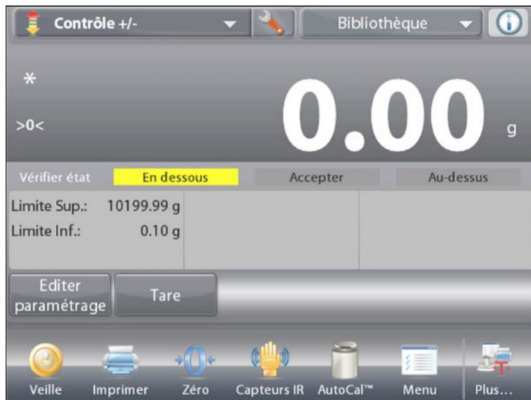 Contrôle +/-
Bibliothèque
*
>0<
0.00 g
Vérifier état En dessous Accepter Au-dessus
Limite Sup.: 10199.99 g
Limite Inf.: 0.10 g
Editer
paramétrage
Tare
Veille Imprimer Zéro Capteurs IR AutoCal™ Menu Plus...